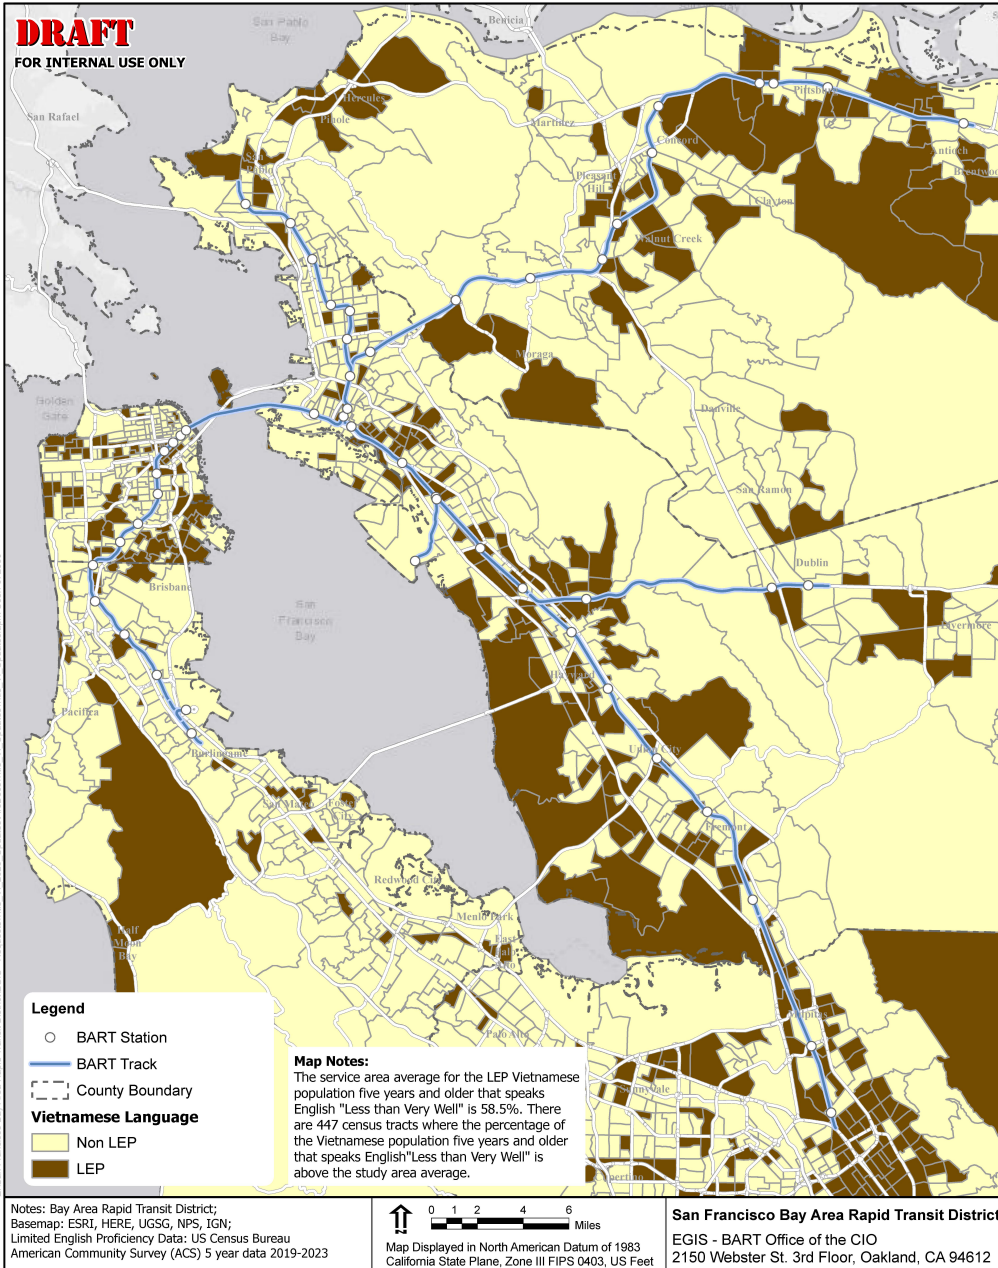 DRAFT
FOR INTERNAL USE ONLY
San Pablo
Bay
Benicia
San Rafael
Hercules
Pinole
Martinez
Pittsburg
Concord
Antioch
San
Pablo
Pleasant
Hill
Clayton
Walnut Creek
Moraga
Golden
Gate
Danville
San Ramon
Dublin
Livermore
Brisbane
San
Francisco
Bay
Hayward
Pacifica
Union City
Burlingame
San Mateo
Foster
City
Fremont
Redwood City
Menlo Park
Half
Moon
Bay
East
Palo
Alto
Milpitas
Palo Alto
Sunnyvale
Legend
BART Station
BART Track
County Boundary
Vietnamese Language
Non LEP
LEP
Map Notes:
The service area average for the LEP Vietnamese
population five years and older that speaks
English "Less than Very Well" is 58.5%. There
are 447 census tracts where the percentage of
the Vietnamese population five years and older
that speaks English"Less than Very Well" is
above the study area average.
Notes: Bay Area Rapid Transit District;
Basemap: ESRI, HERE, UGSG, NPS, IGN;
Limited English Proficiency Data: US Census Bureau
American Community Survey (ACS) 5 year data 2019-2023
0 1 2 4 6
Miles
Map Displayed in North American Datum of 1983
California State Plane, Zone III FIPS 0403, US Feet
San Francisco Bay Area Rapid Transit District
EGIS - BART Office of the CIO
2150 Webster St. 3rd Floor, Oakland, CA 94612